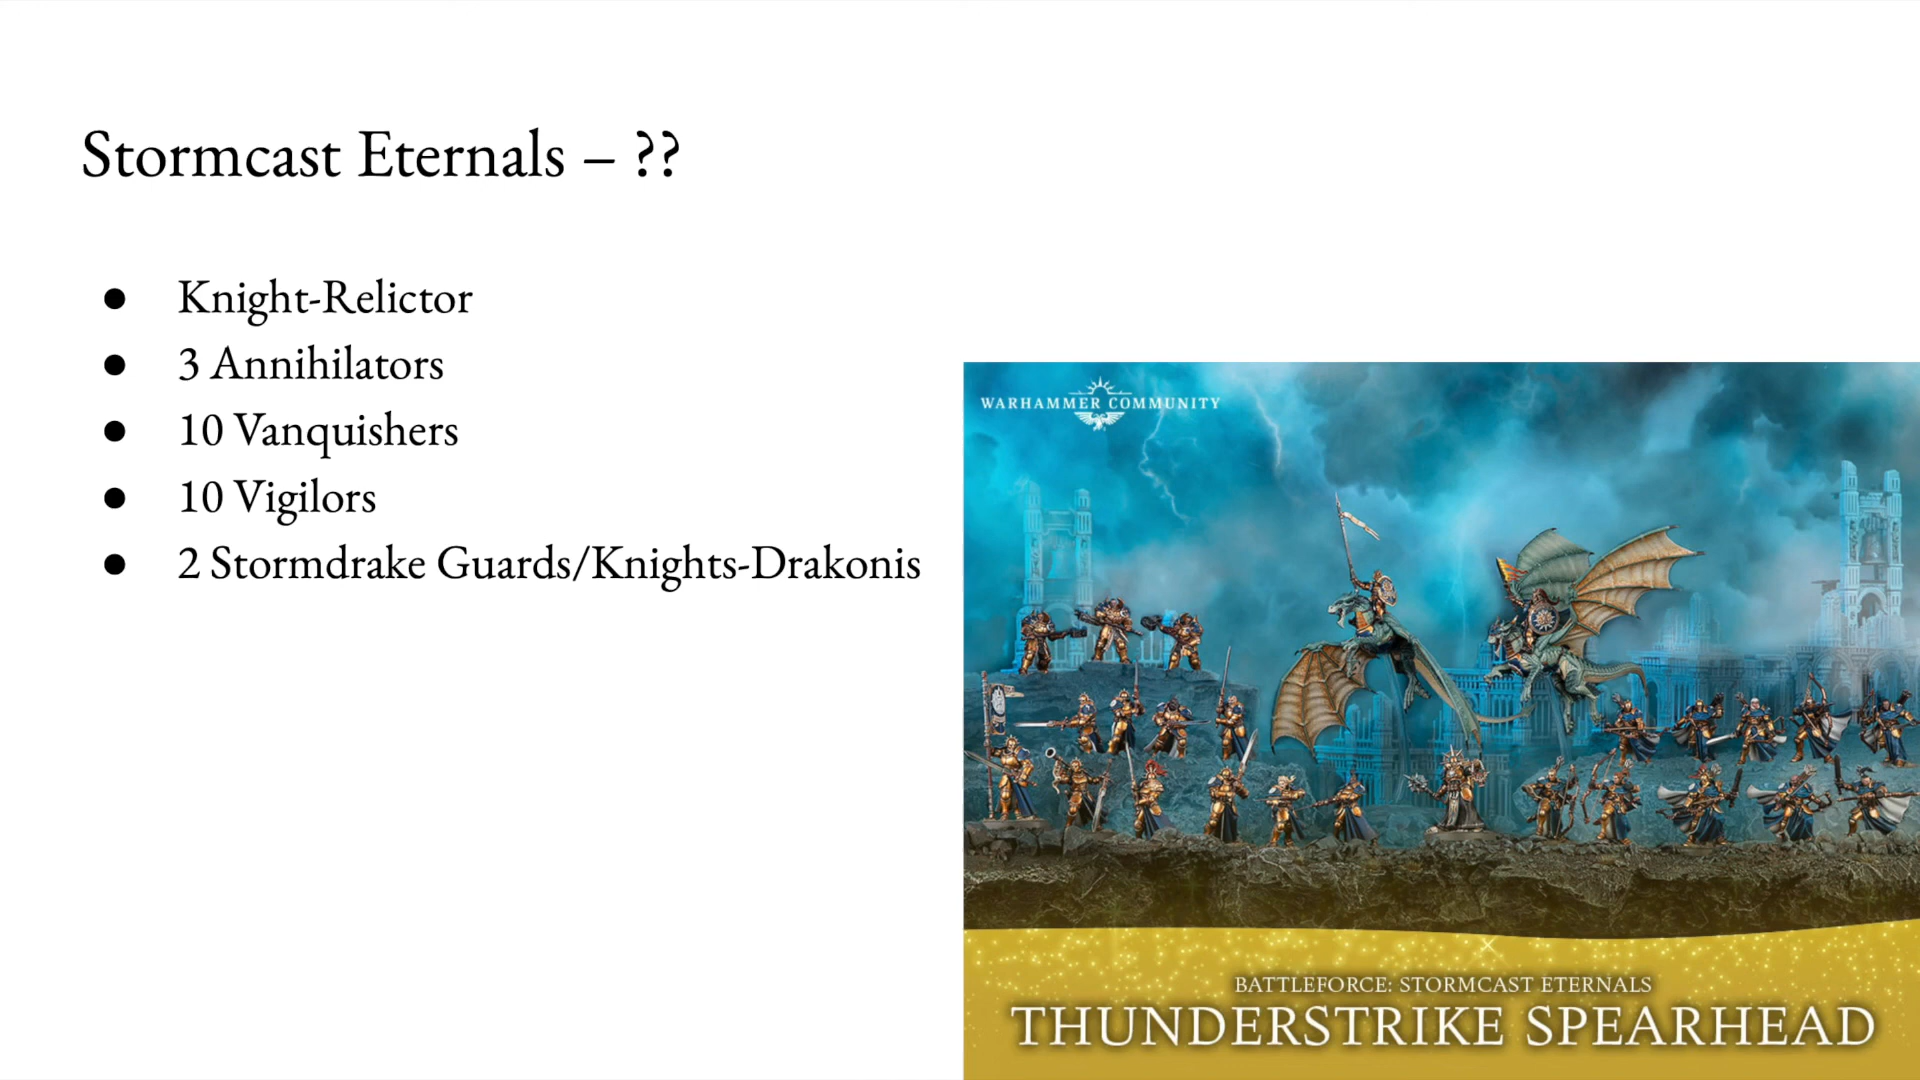 Stormcast Eternals – ??
● Knight-Relictor
● 3 Annihilators
● 10 Vanquishers
● 10 Vigilors
● 2 Stormdrake Guards/Knights-Drakonis
WARHAMMER COMMUNITY
BATTLEFORCE: STORMCAST ETERNALS
THUNDERSTRIKE SPEARHEAD